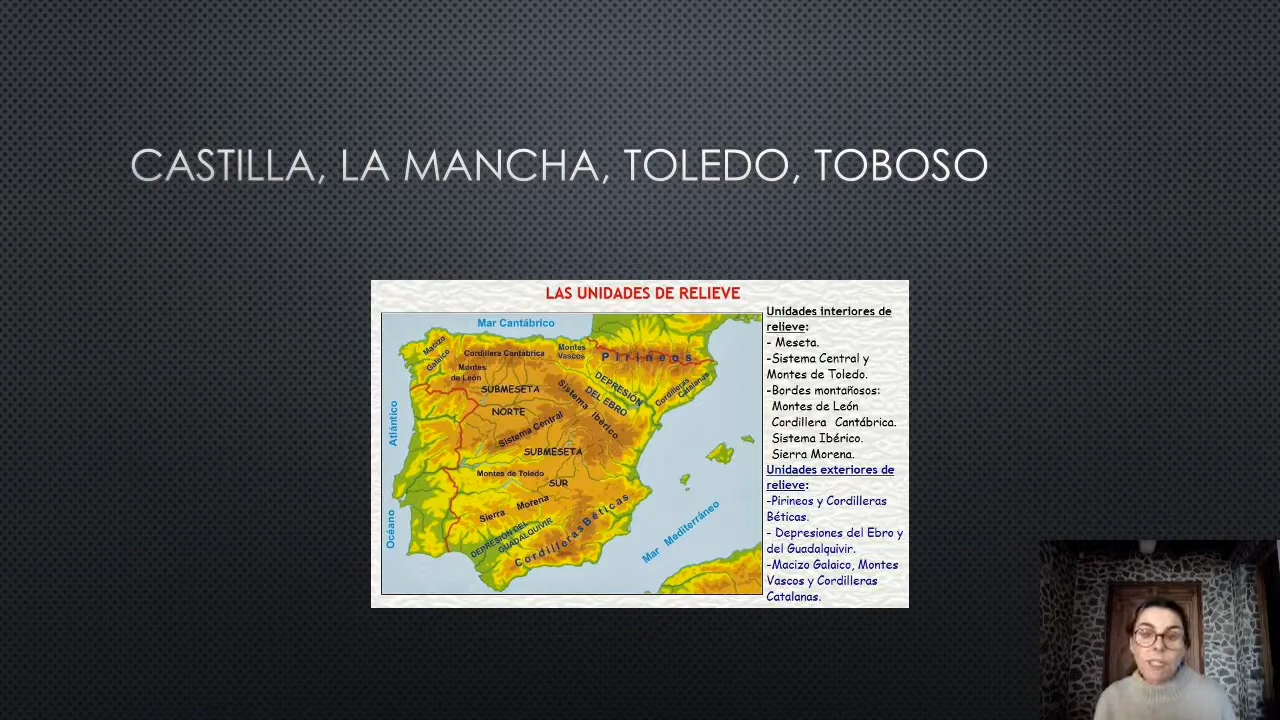 CASTILLA, LA MANCHA, TOLEDO, TOBOSO
LAS UNIDADES DE RELIEVE
Mar Cantábrico
Macizo
Galaico
Cordillera Cantábrica
Montes
Vascos
Pirineos
Montes
de León
SUBMESETA
NORTE
DEPRESIÓN
DEL EBRO
Cordilleras
Catalanas
Sistema Ibérico
Sistema Central
SUBMESETA
SUR
Montes de Toledo
Sierra Morena
DEPRESIÓN DEL
GUADALQUIVIR
Cordilleras Béticas
Océano Atlántico
Mar Mediterráneo
Unidades interiores de
relieve:
- Meseta.
-Sistema Central y
Montes de Toledo.
-Bordes montañosos:
Montes de León
Cordillera Cantábrica.
Sistema Ibérico.
Sierra Morena.
Unidades exteriores de
relieve:
-Pirineos y Cordilleras
Béticas.
- Depresiones del Ebro y
del Guadalquivir.
-Macizo Galaico, Montes
Vascos y Cordilleras
Catalanas.